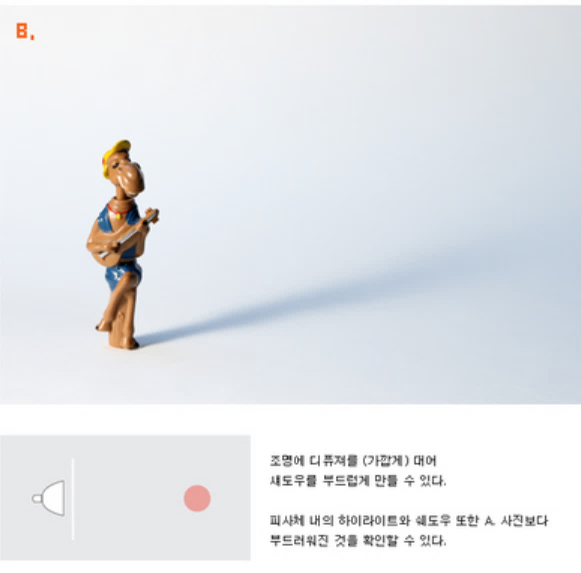 B.
조명에 디퓨져를 (가깝게) 대어
섀도우를 부드럽게 만들 수 있다.
피사체 내의 하이라이트와 쉐도우 또한 A. 사진보다
부드러워진 것을 확인할 수 있다.